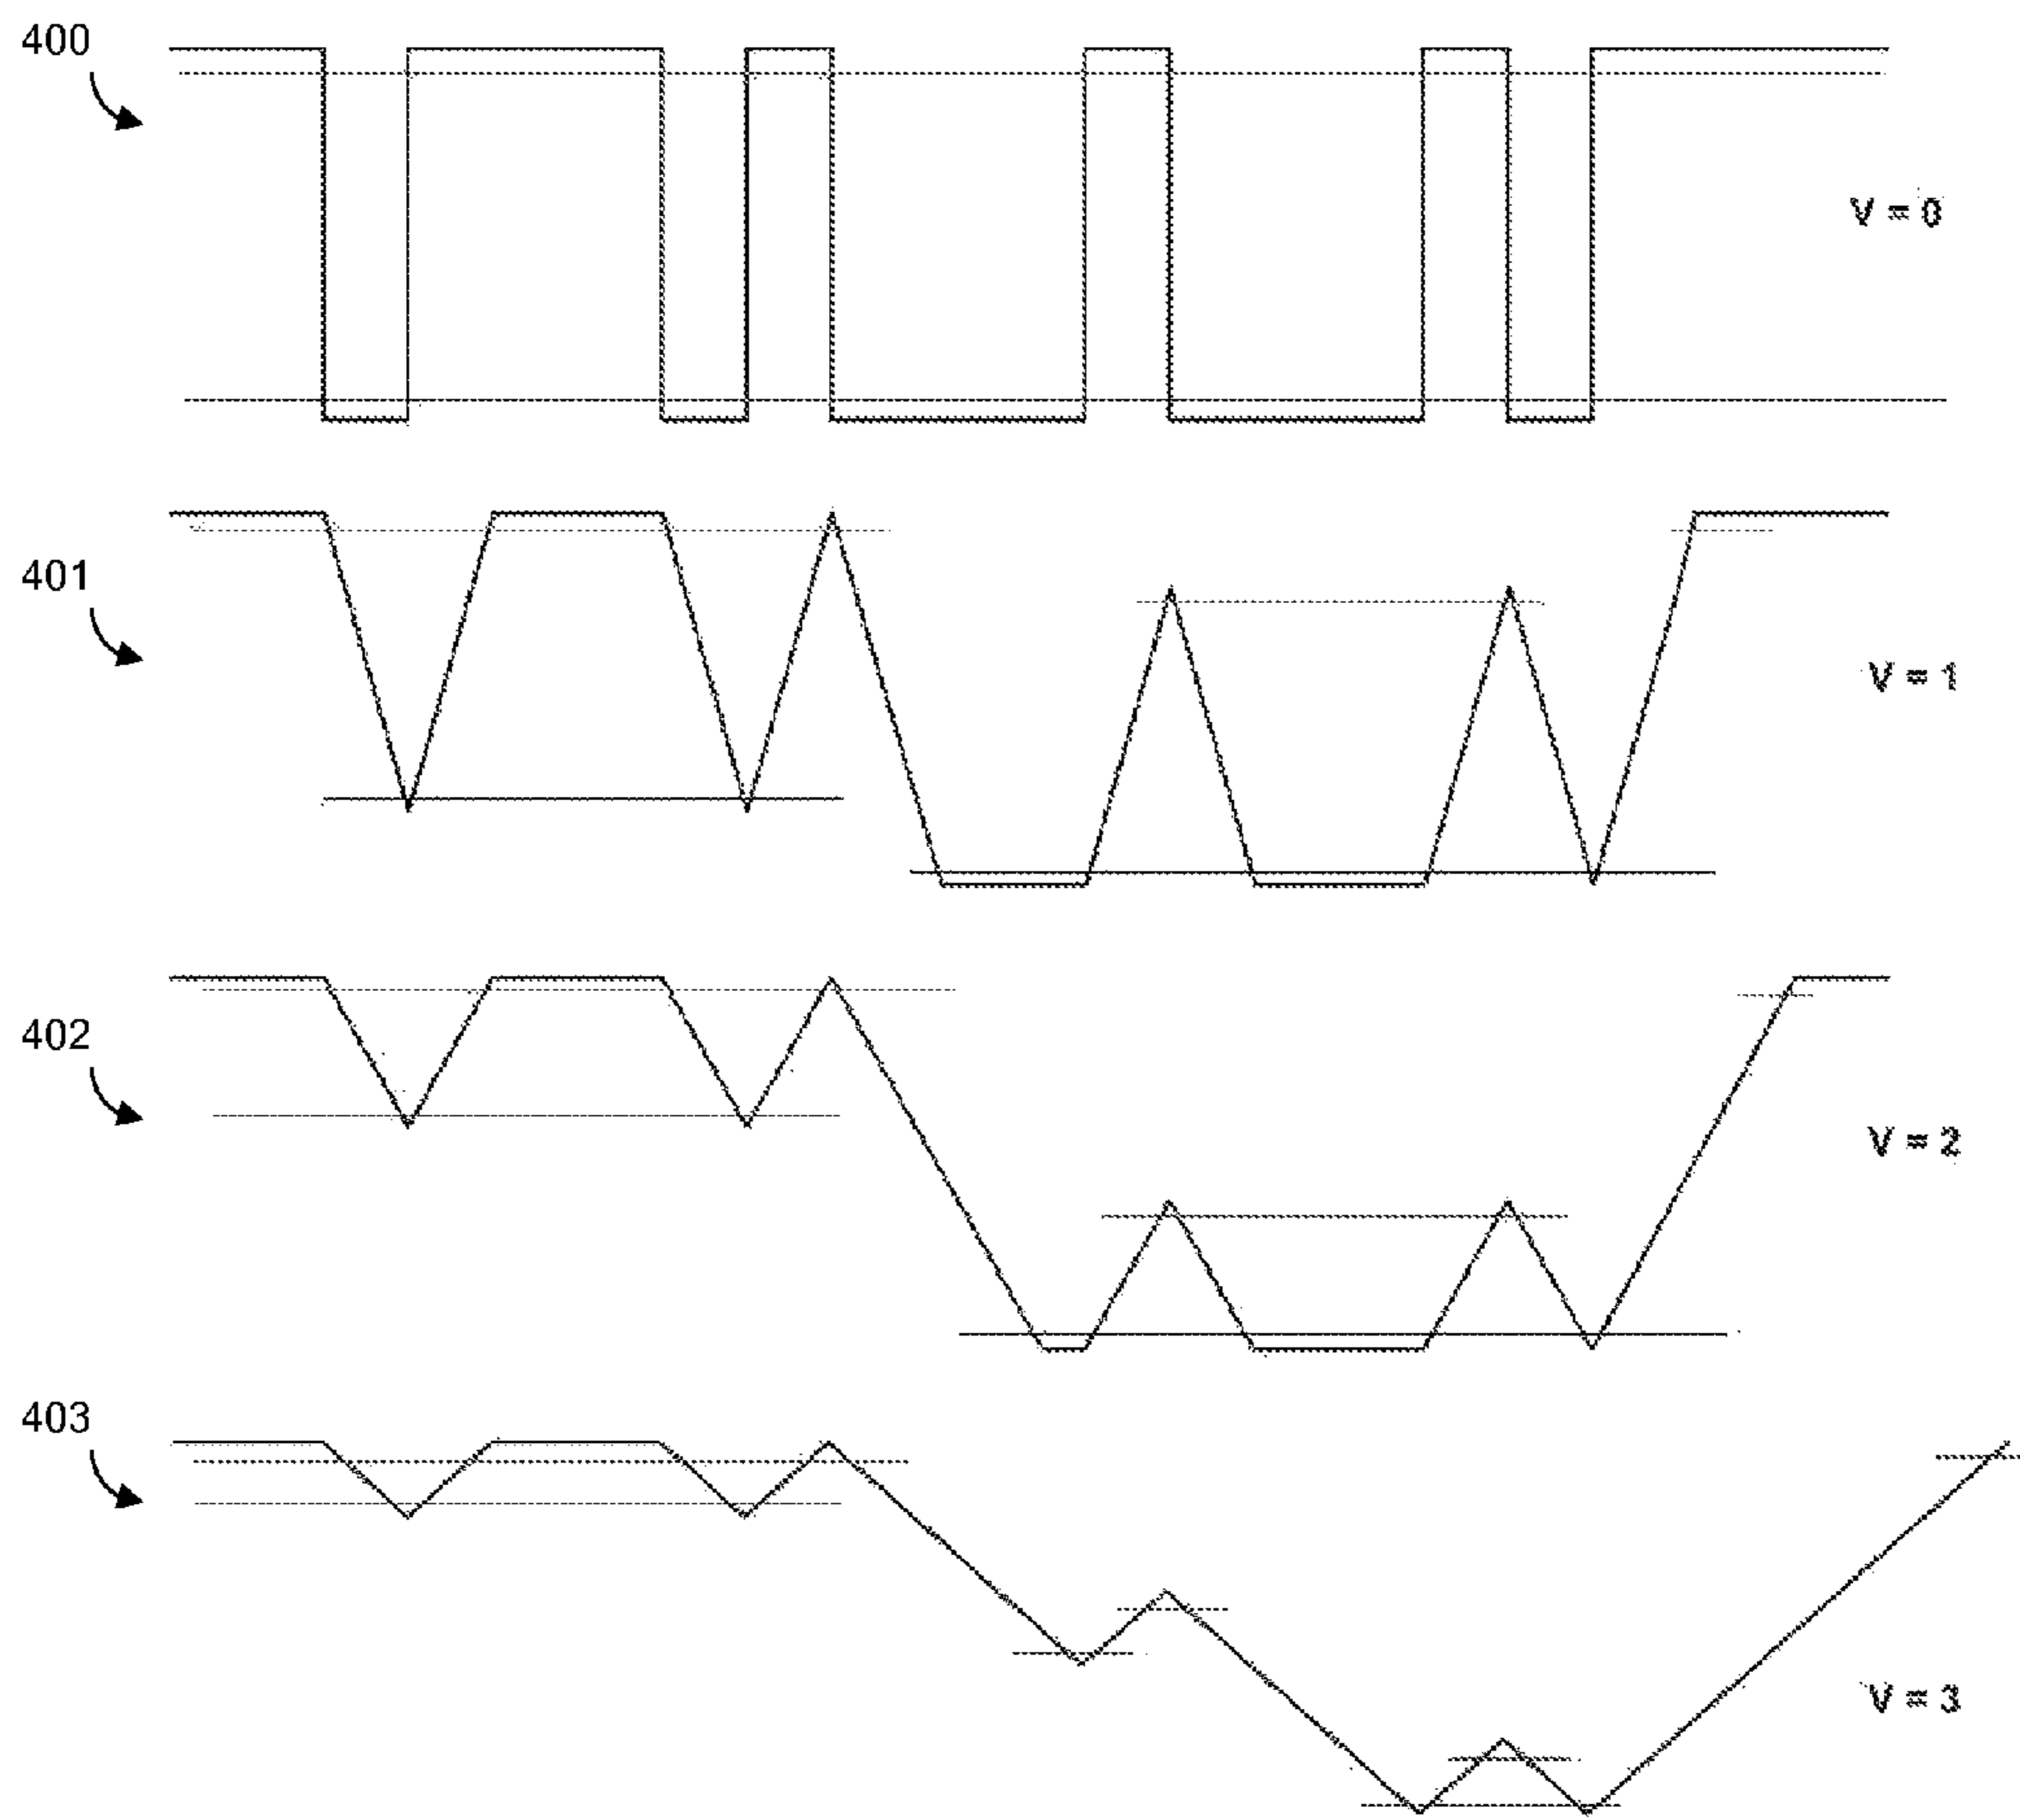 400
V = 0
401
V = 1
402
V = 2
403
V = 3